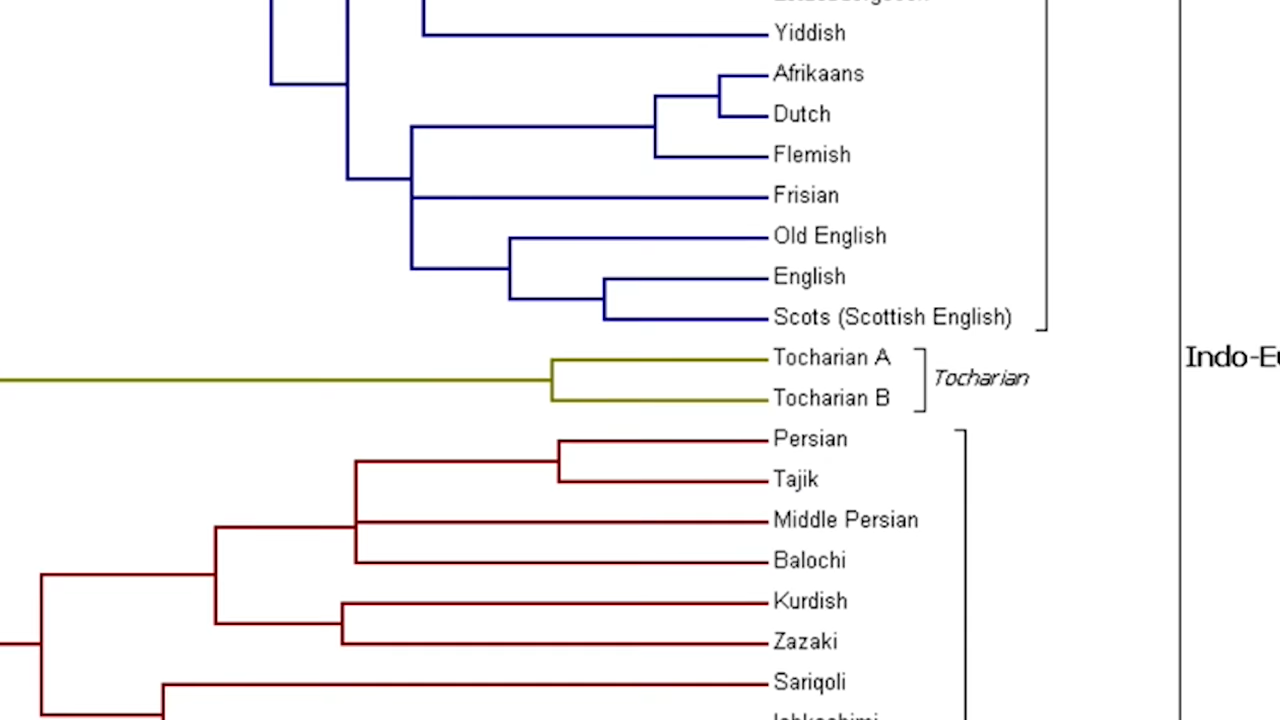 Yiddish
Afrikaans
Dutch
Flemish
Frisian
Old English
English
Scots (Scottish English)
Tocharian A
Tocharian B
Tocharian
Indo-E
Persian
Tajik
Middle Persian
Balochi
Kurdish
Zazaki
Sariqoli